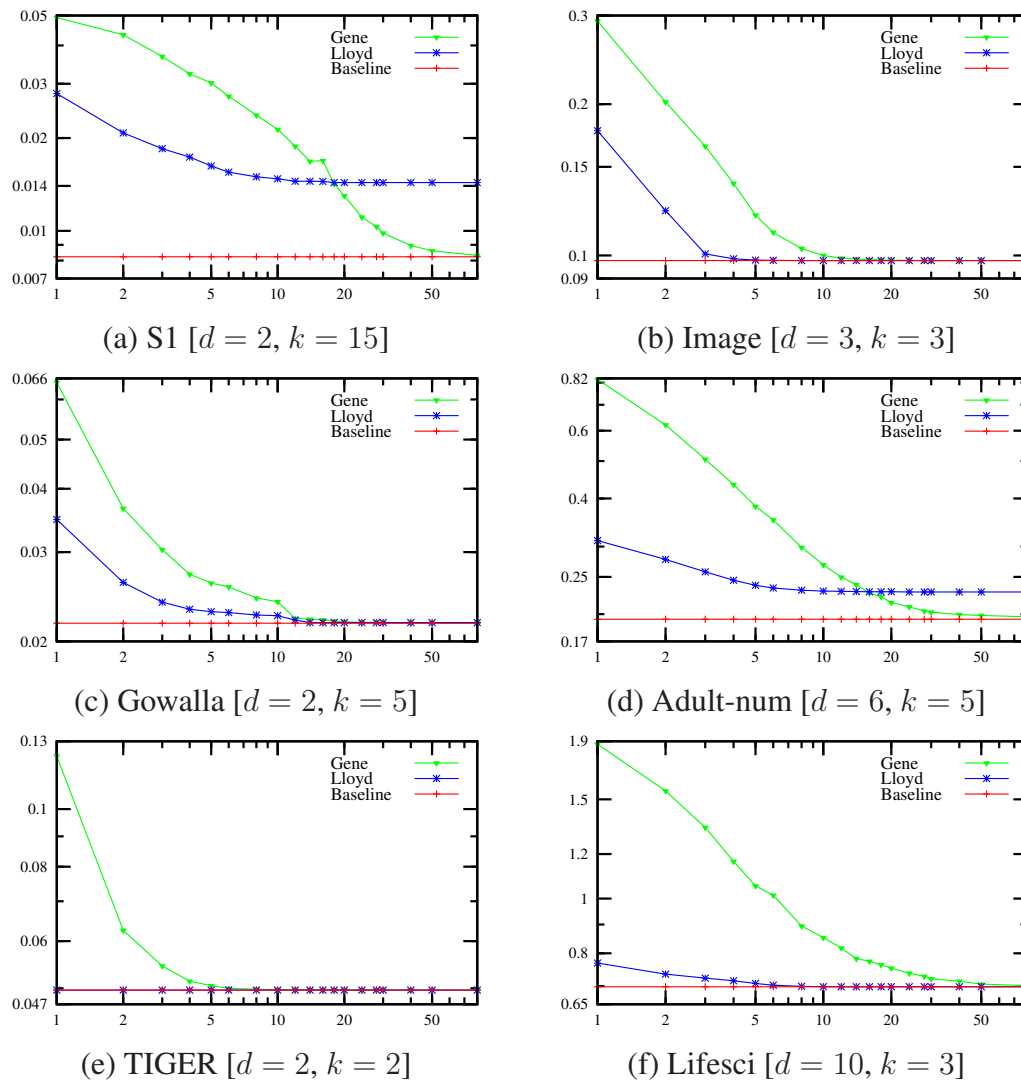 0.05
0.03
0.02
0.014
0.01
0.007
Gene
Lloyd
Baseline
1 2 5 10 20 50
(a) S1 [d = 2, k = 15]
0.3
0.2
0.15
0.1
0.09
Gene
Lloyd
Baseline
1 2 5 10 20 50
(b) Image [d = 3, k = 3]
0.066
0.05
0.04
0.03
0.02
Gene
Lloyd
Baseline
1 2 5 10 20 50
(c) Gowalla [d = 2, k = 5]
0.82
0.6
0.4
0.25
0.17
Gene
Lloyd
Baseline
1 2 5 10 20 50
(d) Adult-num [d = 6, k = 5]
0.13
0.1
0.08
0.06
0.047
Gene
Lloyd
Baseline
1 2 5 10 20 50
(e) TIGER [d = 2, k = 2]
1.9
1.5
1.2
1
0.8
0.65
Gene
Lloyd
Baseline
1 2 5 10 20 50
(f) Lifesci [d = 10, k = 3]